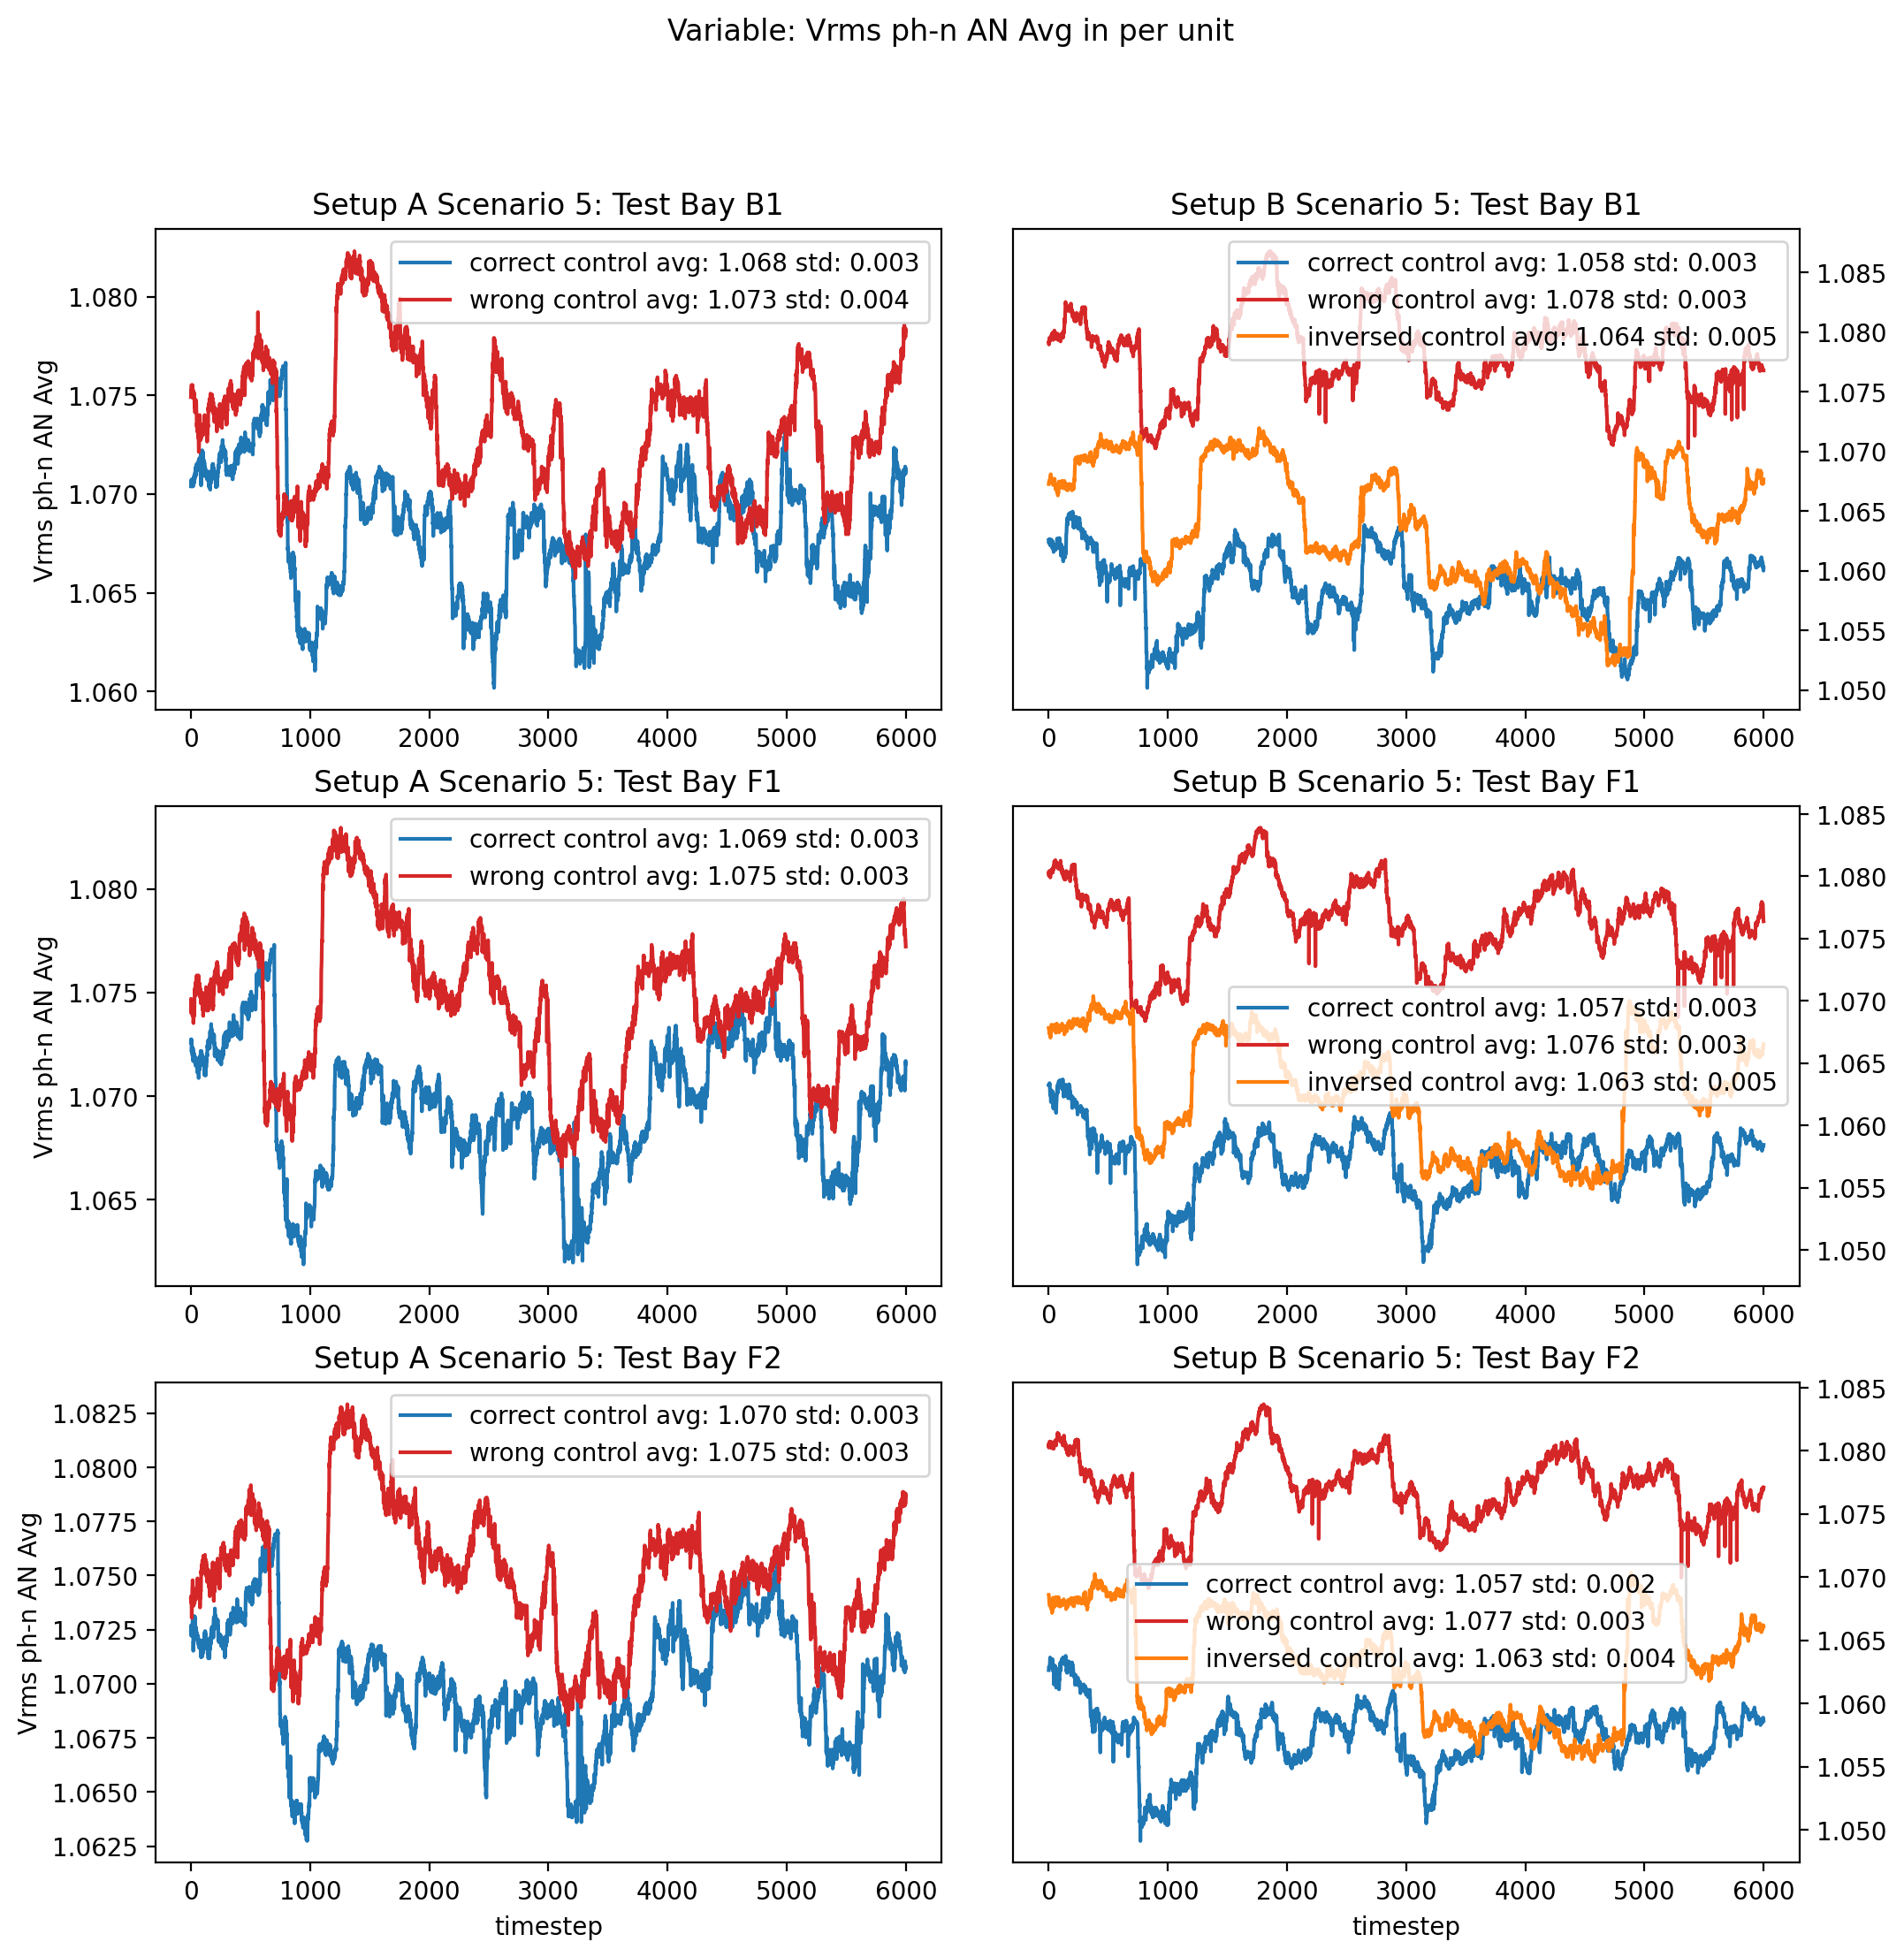 Variable: Vrms ph-n AN Avg in per unit
Setup A Scenario 5: Test Bay B1
correct control avg: 1.068 std: 0.003
wrong control avg: 1.073 std: 0.004
Vrms ph-n AN Avg
1.080
1.075
1.070
1.065
1.060
0 1000 2000 3000 4000 5000 6000
Setup B Scenario 5: Test Bay B1
correct control avg: 1.058 std: 0.003
wrong control avg: 1.078 std: 0.003
inversed control avg: 1.064 std: 0.005
1.085
1.080
1.075
1.070
1.065
1.060
1.055
1.050
0 1000 2000 3000 4000 5000 6000
Setup A Scenario 5: Test Bay F1
correct control avg: 1.069 std: 0.003
wrong control avg: 1.075 std: 0.003
Vrms ph-n AN Avg
1.080
1.075
1.070
1.065
0 1000 2000 3000 4000 5000 6000
Setup B Scenario 5: Test Bay F1
correct control avg: 1.057 std: 0.003
wrong control avg: 1.076 std: 0.003
inversed control avg: 1.063 std: 0.005
1.085
1.080
1.075
1.070
1.065
1.060
1.055
1.050
0 1000 2000 3000 4000 5000 6000
Setup A Scenario 5: Test Bay F2
correct control avg: 1.070 std: 0.003
wrong control avg: 1.075 std: 0.003
Vrms ph-n AN Avg
1.0825
1.0800
1.0775
1.0750
1.0725
1.0700
1.0675
1.0650
1.0625
0 1000 2000 3000 4000 5000 6000
timestep
Setup B Scenario 5: Test Bay F2
correct control avg: 1.057 std: 0.002
wrong control avg: 1.077 std: 0.003
inversed control avg: 1.063 std: 0.004
1.085
1.080
1.075
1.070
1.065
1.060
1.055
1.050
0 1000 2000 3000 4000 5000 6000
timestep